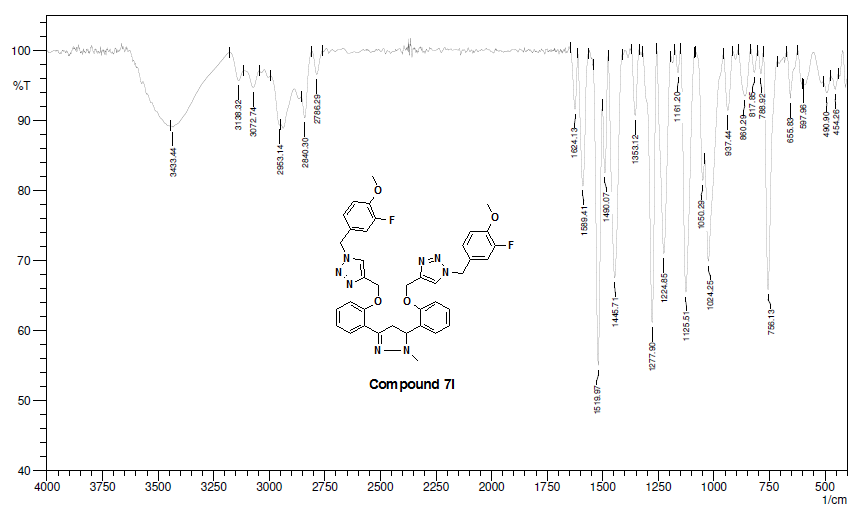 100
%T
90
80
70
60
50
40
4000
3750
3500
3250
3000
2750
2500
2250
2000
1750
1500
1250
1000
750
500
1/cm
3433.44
3138.32
3072.74
2953.14
2840.30
2786.29
1624.13
1589.41
1519.97
1490.07
1445.71
1353.12
1277.90
1224.85
1161.20
1125.51
1050.29
1024.25
937.44
860.29
817.85
788.92
756.13
655.83
597.96
490.90
454.26
O
F
N
N
N
O
O
F
N
N
N
O
O
N
N
Compound 7l